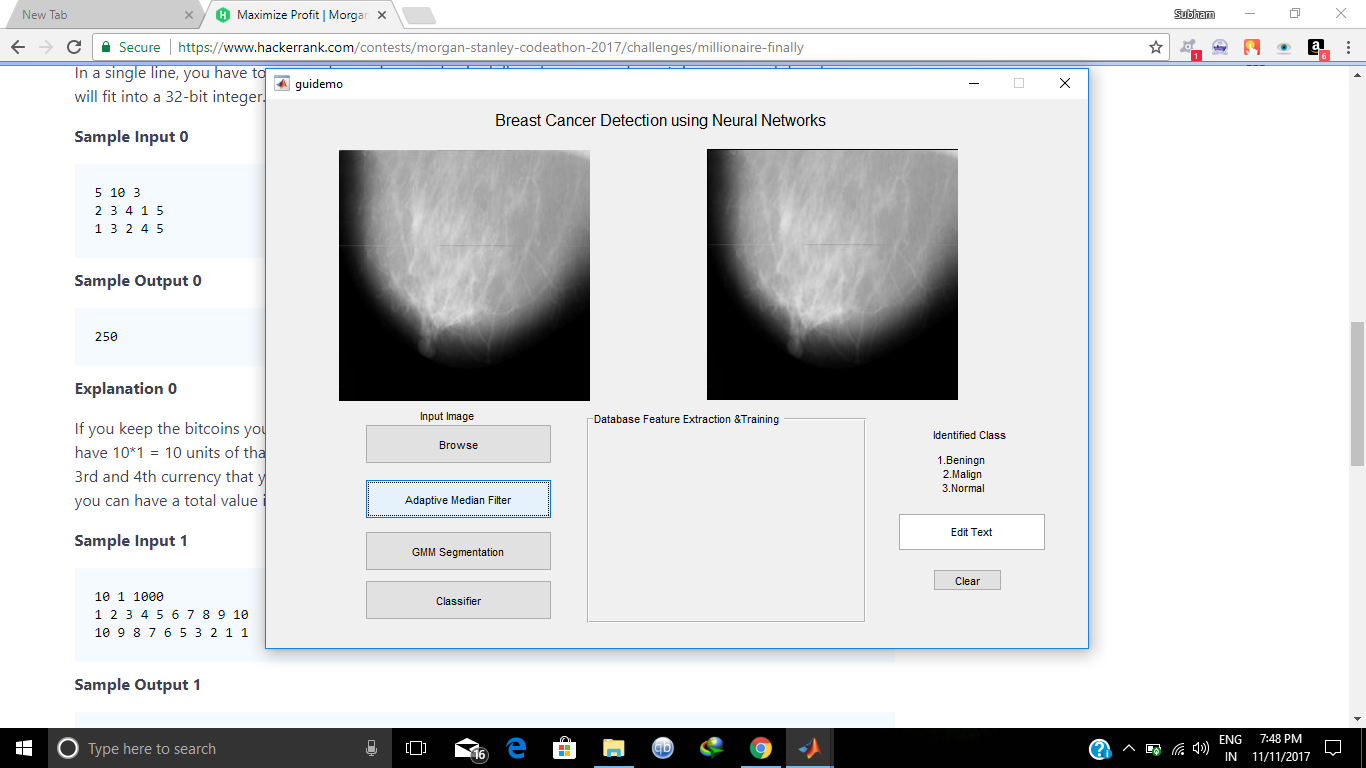 New Tab
Maximize Profit | Morgan
Subham
Secure
https://www.hackerrank.com/contests/morgan-stanley-codeathon-2017/challenges/millionaire-finally
1
6
In a single line, you have to
will fit into a 32-bit integer.
Sample Input 0
5 10 3
2 3 4 1 5
1 3 2 4 5
Sample Output 0
250
Explanation 0
If you keep the bitcoins you
have 10*1 = 10 units of tha
3rd and 4th currency that y
you can have a total value i
Sample Input 1
10 1 1000
1 2 3 4 5 6 7 8 9 10
10 9 8 7 6 5 3 2 1 1
Sample Output 1
guidemo
Breast Cancer Detection using Neural Networks
Input Image
Browse
Adaptive Median Filter
GMM Segmentation
Classifier
Database Feature Extraction &Training
Identified Class
1.Beningn
2.Malign
3.Normal
Edit Text
Clear
Type here to search
16
qb
a
ENG
IN
7:48 PM
11/11/2017